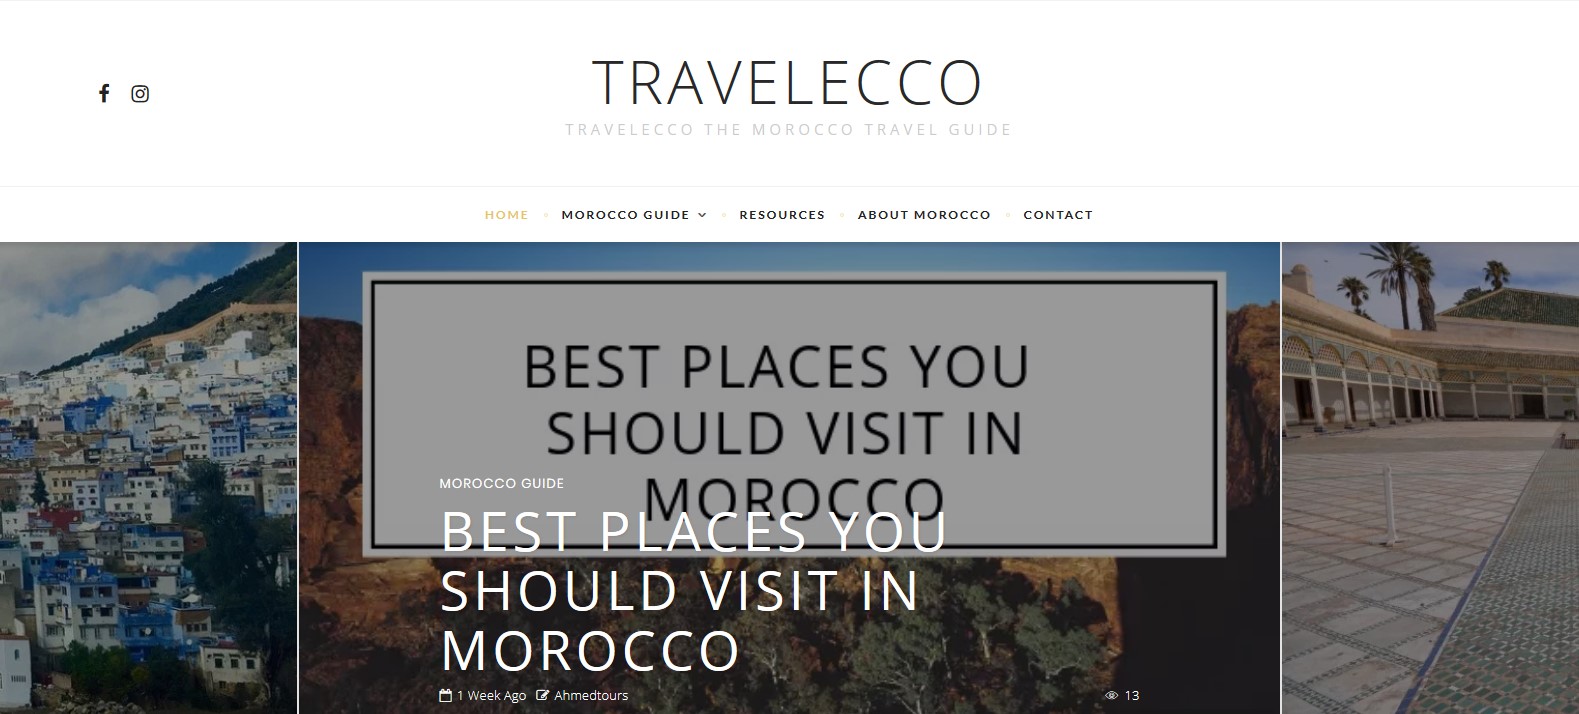 TRAVELECCO
TRAVELECCO THE MOROCCO TRAVEL GUIDE
HOME
MOROCCO GUIDE
RESOURCES
ABOUT MOROCCO
CONTACT
BEST PLACES YOU
SHOULD VISIT IN
MOROCCO
MOROCCO GUIDE
BEST PLACES YOU
SHOULD VISIT IN
MOROCCO
1 Week Ago Ahmedtours 13